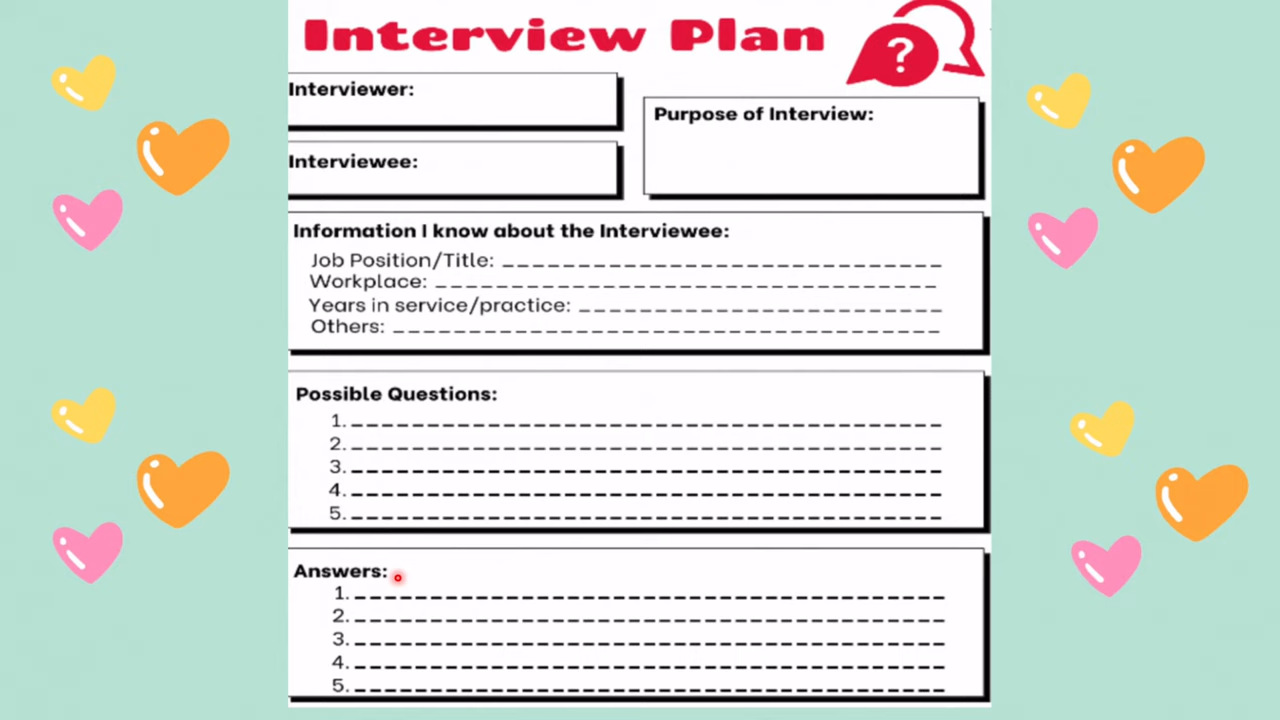 Interview Plan
?
Interviewer:
Purpose of Interview:
Interviewee:
Information I know about the Interviewee:
Job Position/Title: _ _ _ _ _ _ _ _ _ _ _ _ _ _ _ _ _ _ _ _ _ _ _ _ _ _ _ _ _
Workplace: _ _ _ _ _ _ _ _ _ _ _ _ _ _ _ _ _ _ _ _ _ _ _ _ _ _ _ _ _ _ _ _ _
Years in service/practice: _ _ _ _ _ _ _ _ _ _ _ _ _ _ _ _ _ _ _ _ _ _ _ _
Others: _ _ _ _ _ _ _ _ _ _ _ _ _ _ _ _ _ _ _ _ _ _ _ _ _ _ _ _ _ _ _ _ _ _ _ _
Possible Questions:
1. _ _ _ _ _ _ _ _ _ _ _ _ _ _ _ _ _ _ _ _ _ _ _ _ _ _ _ _ _ _ _ _ _ _ _
2. _ _ _ _ _ _ _ _ _ _ _ _ _ _ _ _ _ _ _ _ _ _ _ _ _ _ _ _ _ _ _ _ _ _ _
3. _ _ _ _ _ _ _ _ _ _ _ _ _ _ _ _ _ _ _ _ _ _ _ _ _ _ _ _ _ _ _ _ _ _ _
4. _ _ _ _ _ _ _ _ _ _ _ _ _ _ _ _ _ _ _ _ _ _ _ _ _ _ _ _ _ _ _ _ _ _ _
5. _ _ _ _ _ _ _ _ _ _ _ _ _ _ _ _ _ _ _ _ _ _ _ _ _ _ _ _ _ _ _ _ _ _ _
Answers:
1. _ _ _ _ _ _ _ _ _ _ _ _ _ _ _ _ _ _ _ _ _ _ _ _ _ _ _ _ _ _ _ _ _ _ _
2. _ _ _ _ _ _ _ _ _ _ _ _ _ _ _ _ _ _ _ _ _ _ _ _ _ _ _ _ _ _ _ _ _ _ _
3. _ _ _ _ _ _ _ _ _ _ _ _ _ _ _ _ _ _ _ _ _ _ _ _ _ _ _ _ _ _ _ _ _ _ _
4. _ _ _ _ _ _ _ _ _ _ _ _ _ _ _ _ _ _ _ _ _ _ _ _ _ _ _ _ _ _ _ _ _ _ _
5. _ _ _ _ _ _ _ _ _ _ _ _ _ _ _ _ _ _ _ _ _ _ _ _ _ _ _ _ _ _ _ _ _ _ _